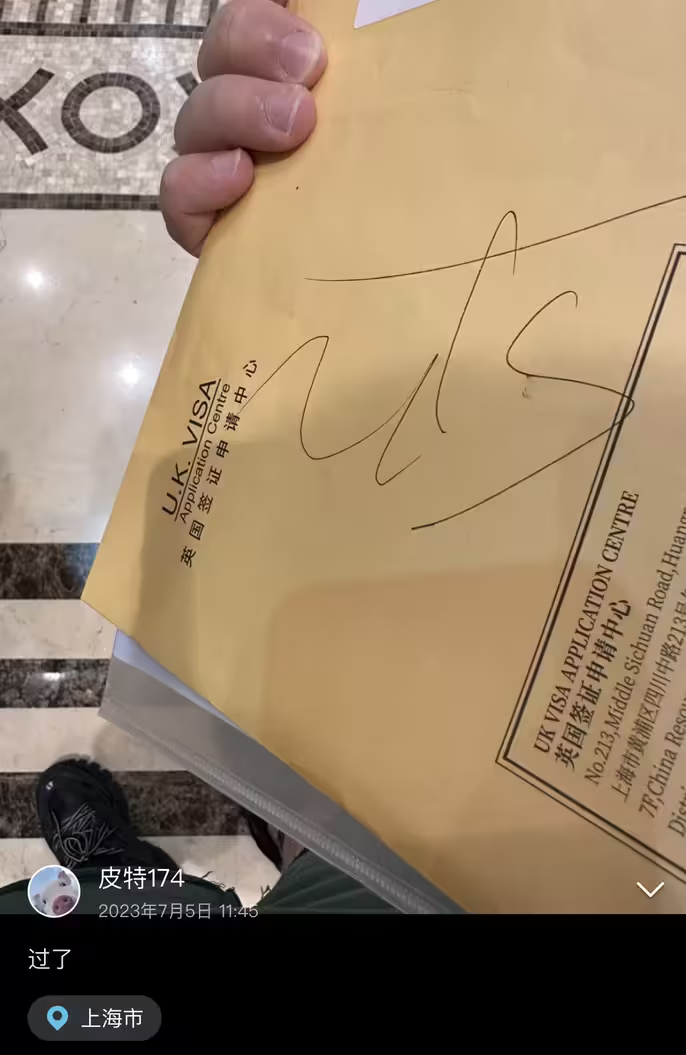 U.K. VISA
Application Centre
英国签证申请中心
UK VISA APPLICATION CENTRE
英国签证申请中心
No.213,Middle Sichuan Road,
上海市黄浦区四川中路213号
7F,China
皮特174
2023年7月5日 11:45
过了
上海市